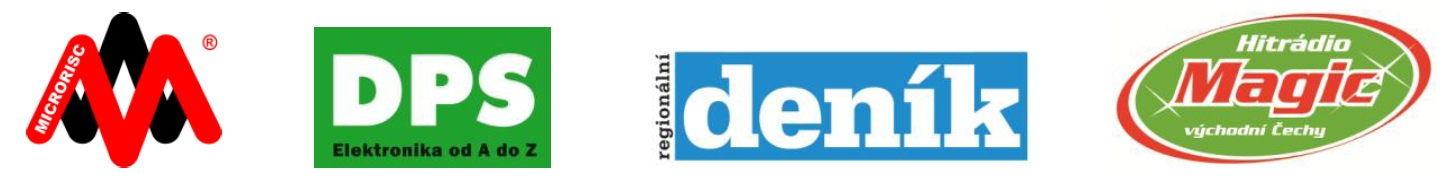 MICRORISC
®
DPS
Elektronika od A do Z
regionální
deník
Hitrádio
Magic
východní Čechy